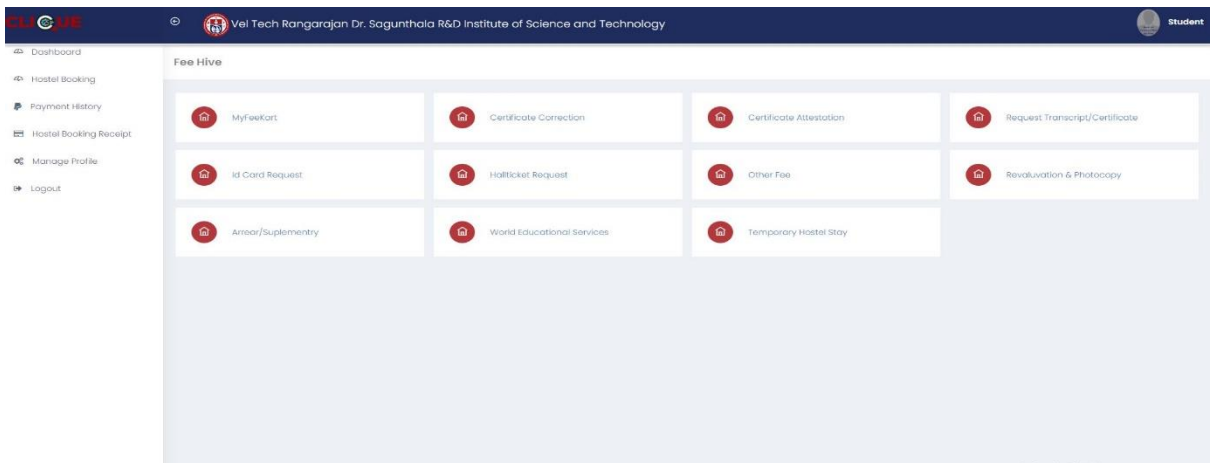 CLIQUE
Vel Tech Rangarajan Dr. Sagunthala R&D Institute of Science and Technology
Student
Dashboard
Hostel Booking
Payment History
Hostel Booking Receipt
Manage Profile
Logout
Fee Hive
MyFeeKart
Certificate Correction
Certificate Attestation
Request Transcript/Certificate
Id Card Request
Hallticket Request
Other Fee
Revaluvation & Photocopy
Arrear/Suplementry
World Educational Services
Temporary Hostel Stay